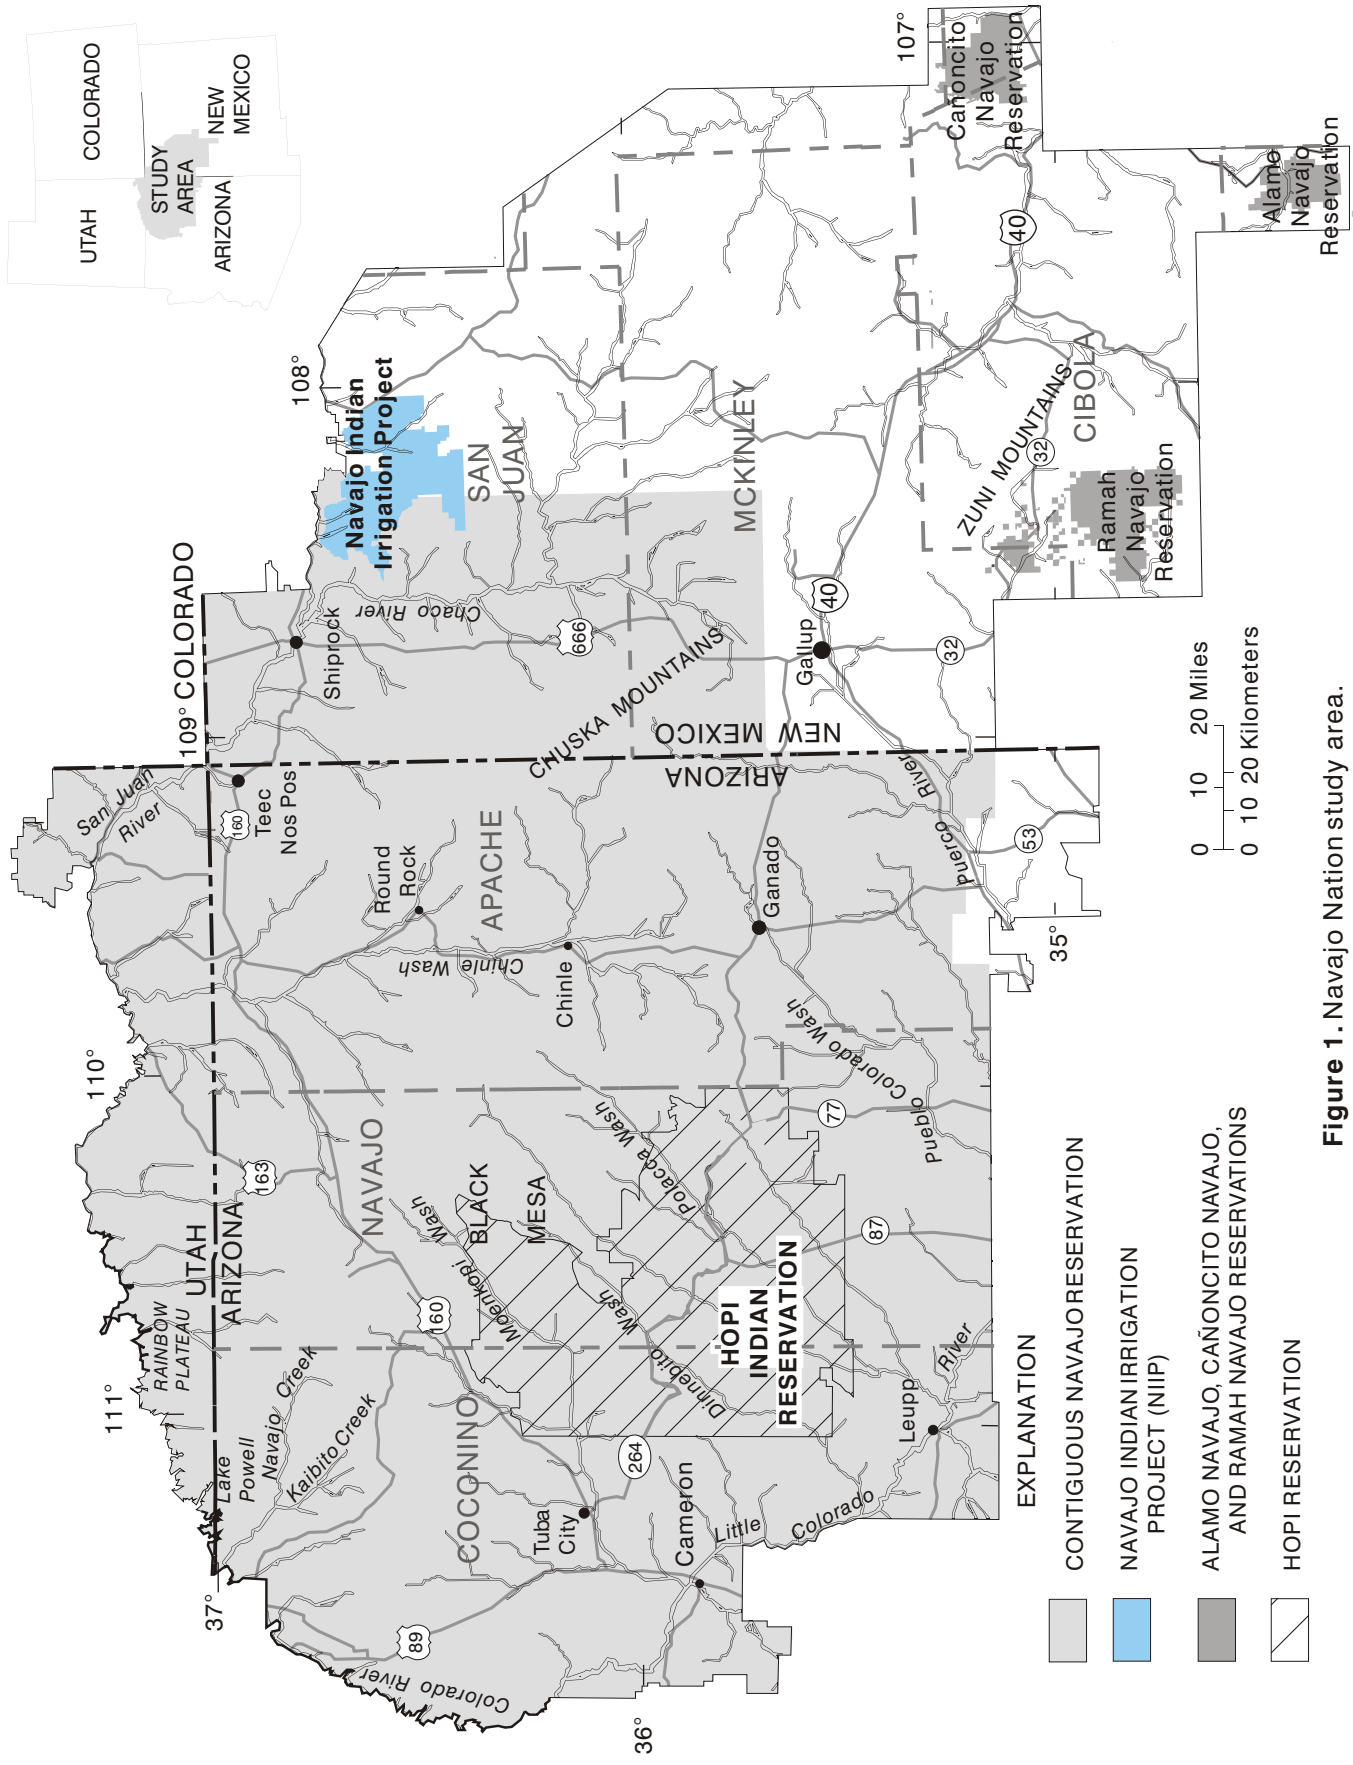 UTAH
COLORADO
STUDY
AREA
ARIZONA
NEW
MEXICO
111°
110°
109°
COLORADO
108°
107°
37°
36°
35°
UTAH
ARIZONA
ARIZONA
NEW MEXICO
RAINBOW
PLATEAU
Lake
Powell
Navajo Creek
Kaibito Creek
Colorado River
89
160
163
160
San Juan
River
Teec
Nos Pos
Shiprock
Chaco River
666
Navajo Indian
Irrigation Project
SAN
JUAN
COCONINO
NAVAJO
APACHE
MCKINLEY
CIBOLA
Round
Rock
Chinle Wash
Chinle
CHUSKA MOUNTAINS
BLACK
MESA
Moenkopi
Wash
Dinnebito
Wash
Polacca Wash
Tuba
City
264
Cameron
Little
Colorado
River
Leupp
HOPI
INDIAN
RESERVATION
87
77
Pueblo
Colorado Wash
Ganado
Puerco
River
53
Gallup
40
32
ZUNI MOUNTAINS
32
40
Ramah
Navajo
Reservation
Cañoncito
Navajo
Reservation
Alamo
Navajo
Reservation
EXPLANATION
CONTIGUOUS NAVAJO RESERVATION
NAVAJO INDIAN IRRIGATION
PROJECT (NIIP)
ALAMO NAVAJO, CAÑONCITO NAVAJO,
AND RAMAH NAVAJO RESERVATIONS
HOPI RESERVATION
0 10 20 Miles
0 10 20 Kilometers
Figure 1. Navajo Nation study area.